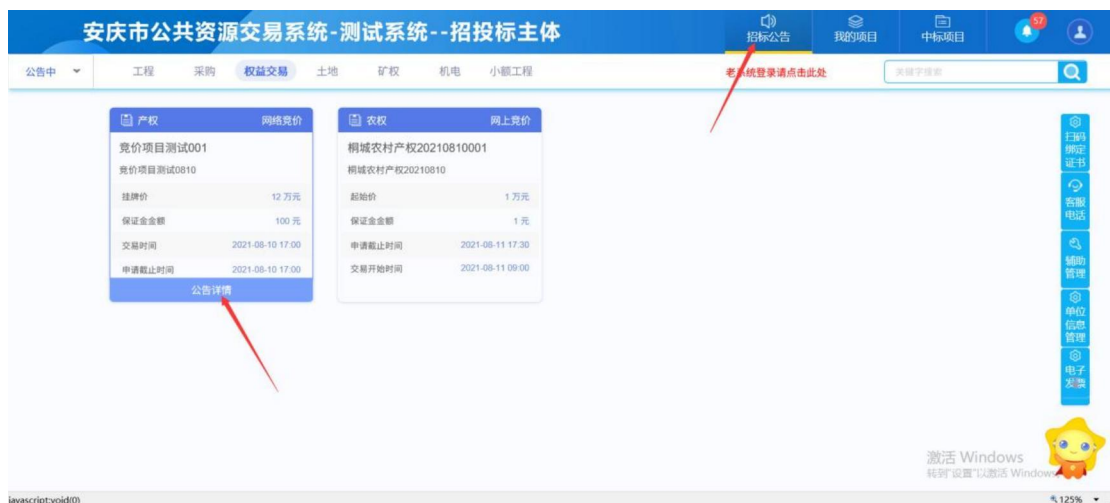 安庆市公共资源交易系统-测试系统--招投标主体
招标公告
我的项目
中标项目
57
公告中
工程
采购
权益交易
土地
矿权
机电
小额工程
老系统登录请点击此处
关键字搜索
产权
网络竞价
竞价项目测试001
竞价项目测试0810
挂牌价
12 万元
保证金金额
100 元
交易时间
2021-08-10 17:00
申请截止时间
2021-08-10 17:00
公告详情
农权
网上竞价
桐城农村产权20210810001
桐城农村产权20210810
起始价
1 万元
保证金金额
1 元
申请截止时间
2021-08-11 17:30
交易开始时间
2021-08-11 09:00
扫码
绑定
证书
客服
电话
辅助
管理
单位
信息
管理
电子
发票
激活 Windows
转到"设置"以激活 Windows
javascript:void(0)
125%